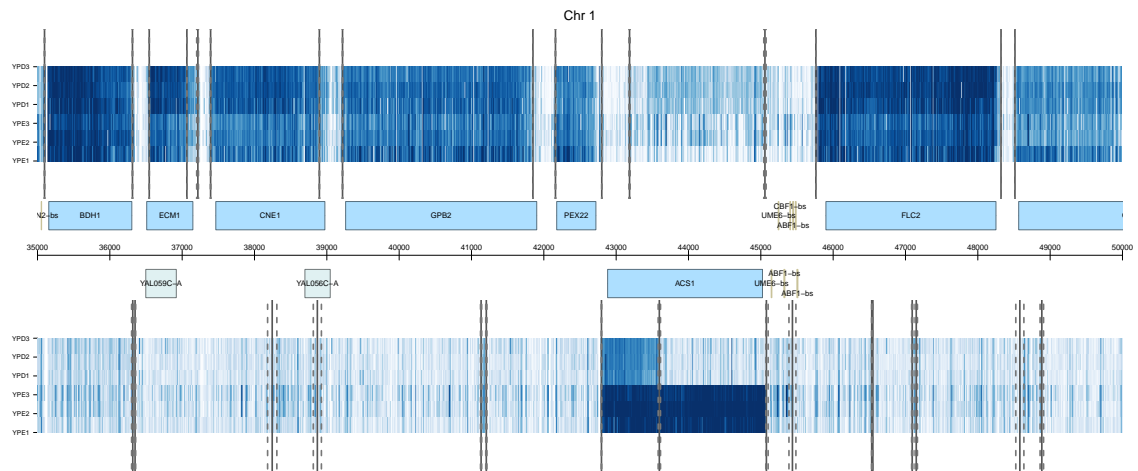 Chr 1
YPD3
YPD2
YPD1
YPE3
YPE2
YPE1
N2−bs
BDH1
ECM1
CNE1
GPB2
PEX22
CBF1−bs
UME6−bs
ABF1−bs
FLC2
35000 36000 37000 38000 39000 40000 41000 42000 43000 44000 45000 46000 47000 48000 49000 50000
YAL059C−A
YAL056C−A
ACS1
ABF1−bs
UME6−bs
ABF1−bs
YPD3
YPD2
YPD1
YPE3
YPE2
YPE1